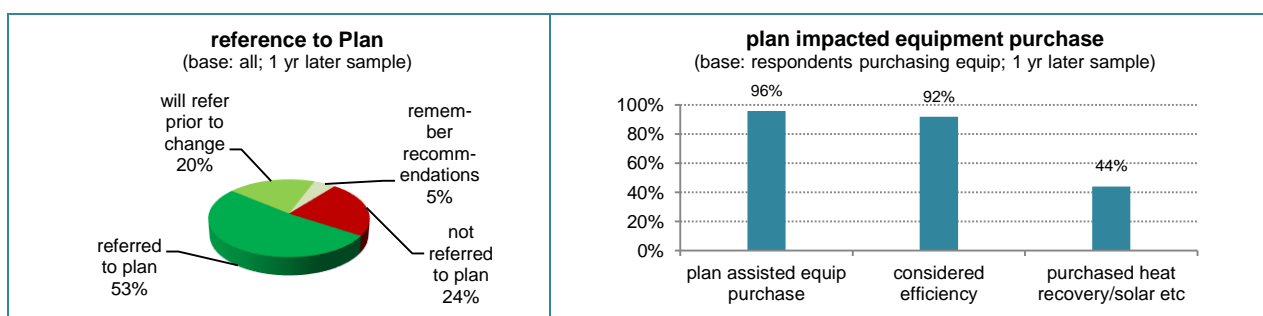 reference to Plan
(base: all; 1 yr later sample)
will refer
prior to
change
20%
remem-
ber
recomm-
endations
5%
not
referred
to plan
24%
referred
to plan
53%
plan impacted equipment purchase
(base: respondents purchasing equip; 1 yr later sample)
100%
80%
60%
40%
20%
0%
96%
92%
44%
plan assisted equip
purchase
considered
efficiency
purchased heat
recovery/solar etc